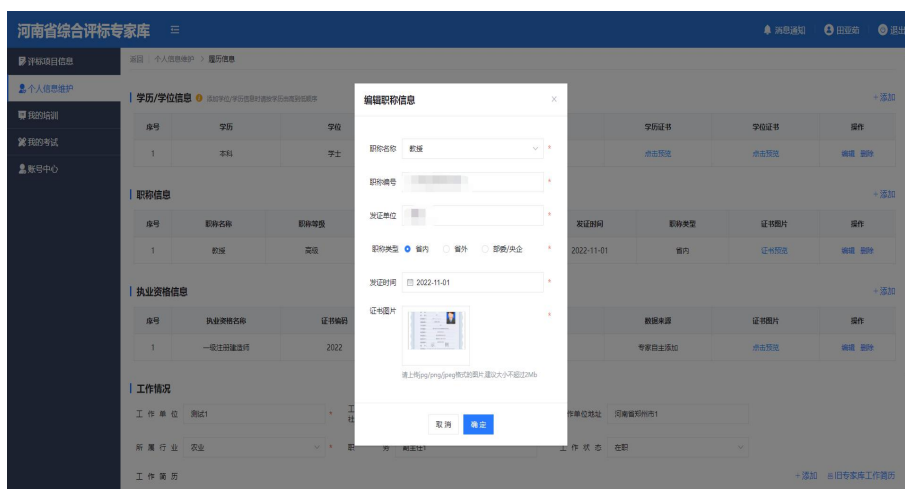 河南省综合评标专家库
消息通知
田亚茹
退出
评标项目信息
个人信息维护
我的培训
我的考试
账号中心
返回 | 个人信息维护 > 履历信息
学历/学位信息
+添加
序号 学历 学位 学历证书 学位证书 操作
1 本科 学士 点击预览 点击预览 编辑 删除
职称信息
+添加
序号 职称名称 职称等级 发证时间 职称类型 证书图片 操作
1 教授 高级 2022-11-01 省内 证书预览 编辑 删除
执业资格信息
+添加
序号 执业资格名称 证书编码 数据来源 证书图片 操作
1 一级注册建造师 2022 专家自主添加 点击预览 编辑 删除
工作情况
工作单位 测试1 * 作单位地址 河南省郑州市1
所属行业 农业 * 职 务 副主任1 工作状态 在职
工作简历
+添加 旧专家库工作简历
编辑职称信息 ×
职称名称 教授 *
职称编号 *
发证单位 *
职称类型 省内 省外 部委/央企 *
发证时间 2022-11-01 *
证书图片 *
请上传jpg/png/jpeg格式的图片,建议大小不超过2Mb
取消 确定